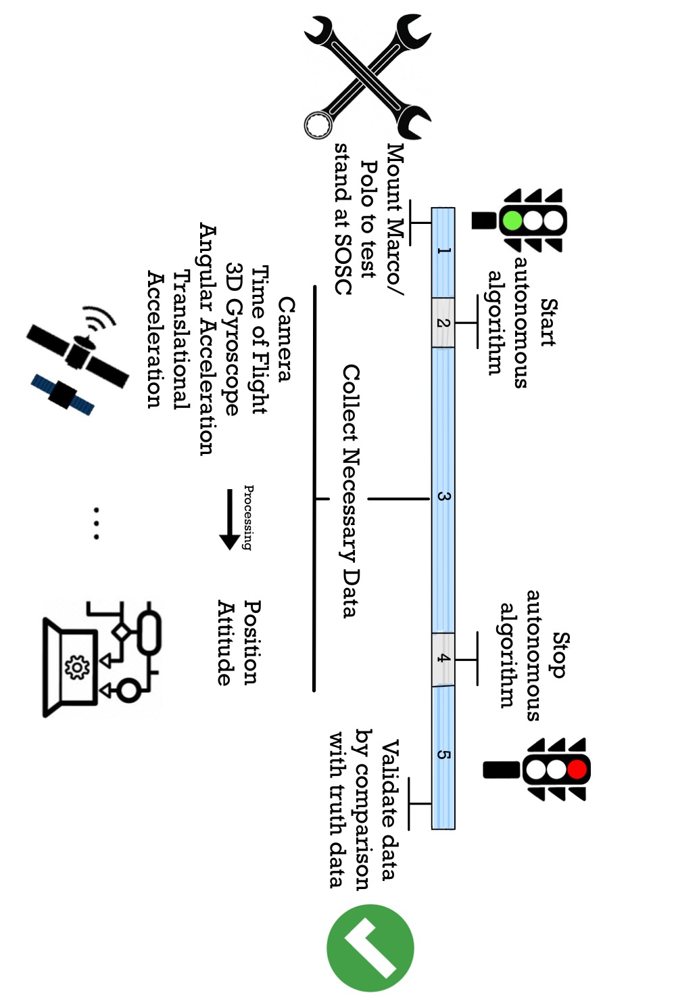 Start
autonomous
algorithm
Stop
autonomous
algorithm
1
2
3
4
5
Mount Marco/
Polo to test
stand at SOSC
Collect Necessary Data
Validate data
by comparison
with truth data
Camera
Time of Flight
3D Gyroscope
Angular Acceleration
Translational
Acceleration
Processing
Position
Attitude
...